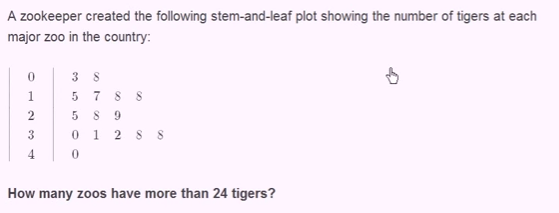 A zookeeper created the following stem-and-leaf plot showing the number of tigers at each
major zoo in the country:
0 3 8
1 5 7 8 8
2 5 8 9
3 0 1 2 8 8
4 0
How many zoos have more than 24 tigers?